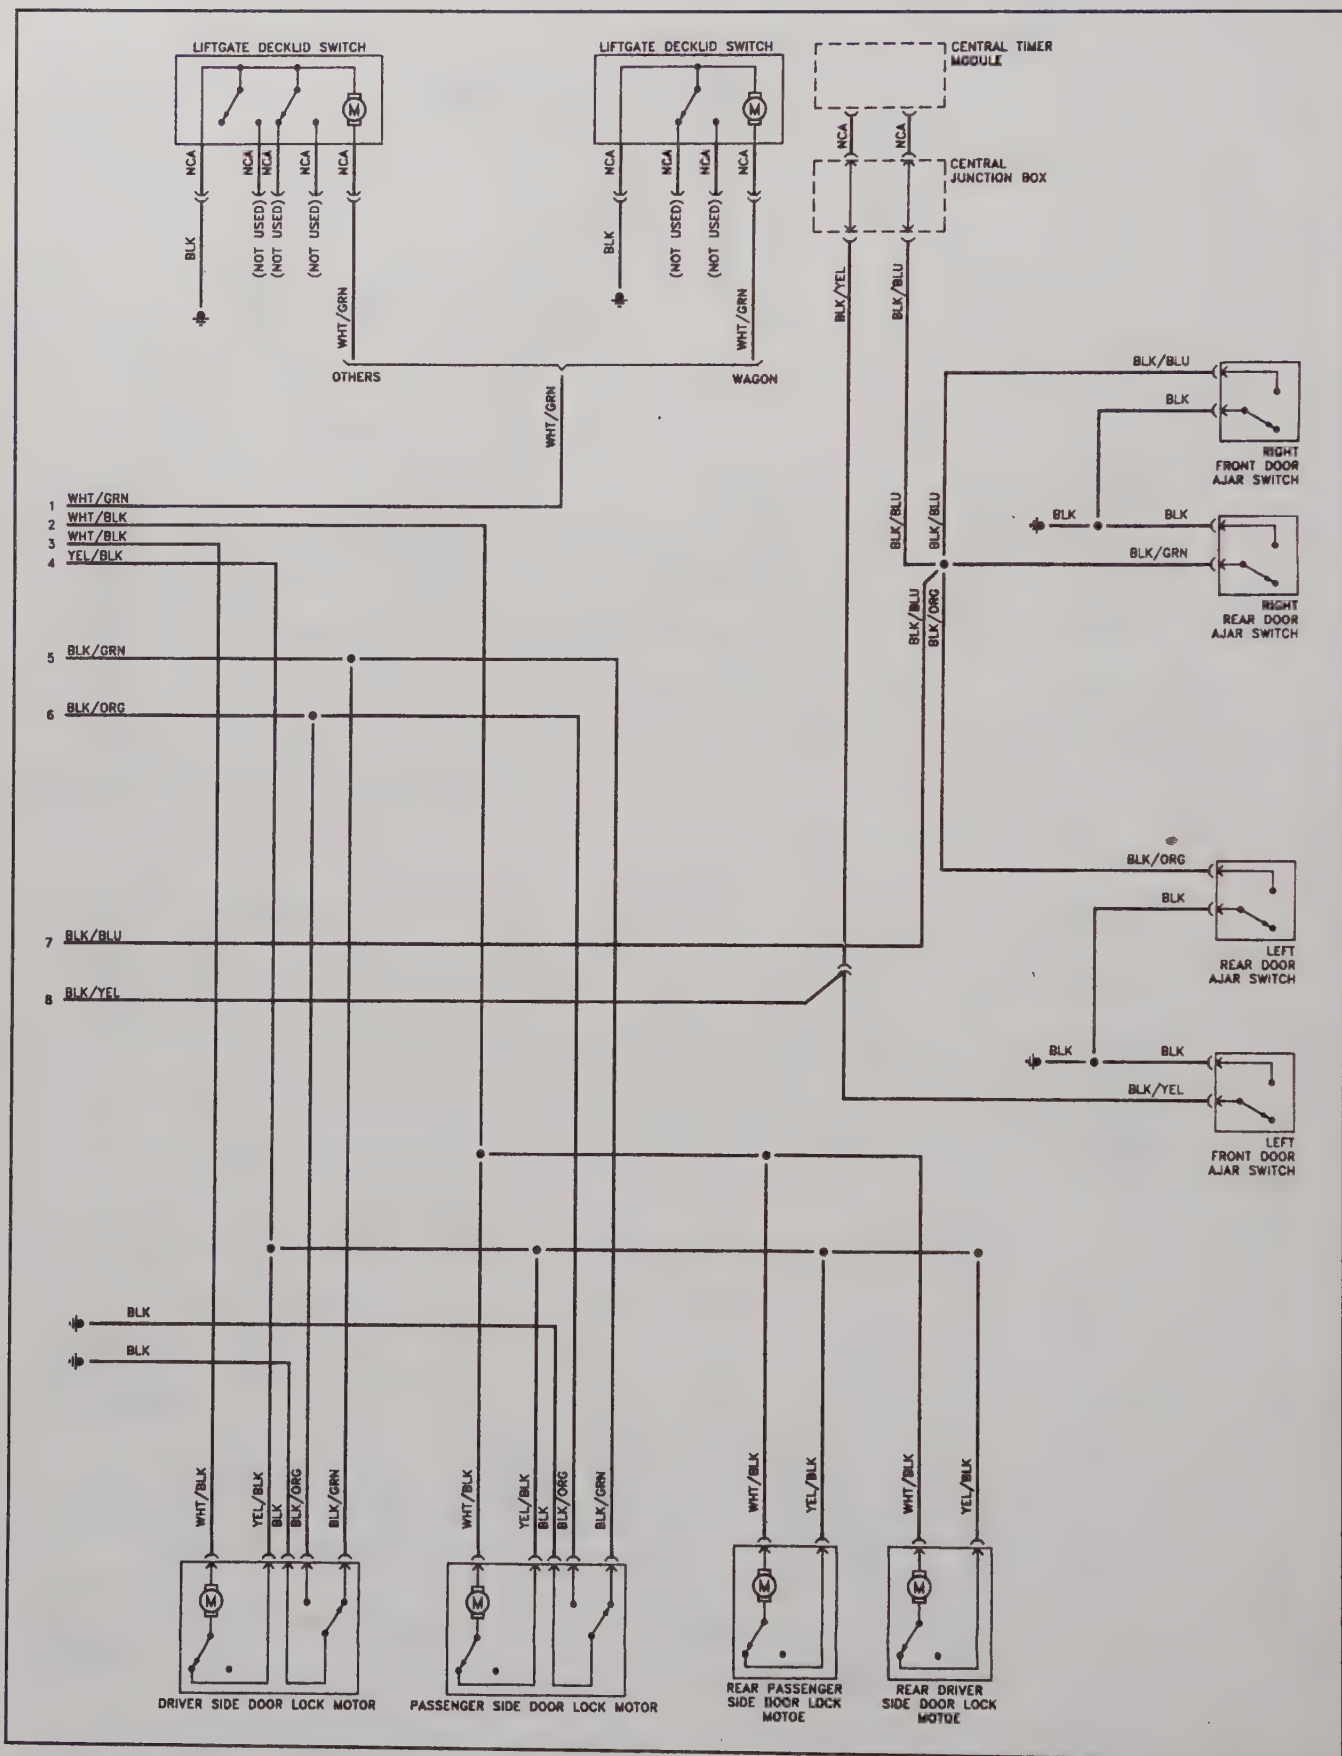 LIFTGATE DECKLID SWITCH
LIFTGATE DECKLID SWITCH
CENTRAL TIMER
MODULE
M
M
NCA
NCA
NCA
NCA
NCA
NCA
NCA
NCA
NCA
NCA
NCA
CENTRAL
JUNCTION BOX
BLK
(NOT USED)
(NOT USED)
(NOT USED)
WHT/GRN
BLK
(NOT USED)
(NOT USED)
WHT/GRN
BLK/YEL
BLK/BLU
OTHERS
WAGON
WHT/GRN
BLK/BLU
BLK
RIGHT
FRONT DOOR
AJAR SWITCH
1 WHT/GRN
2 WHT/BLK
3 WHT/BLK
4 YEL/BLK
BLK/BLU
BLK/BLU
BLK
BLK
BLK/GRN
BLK/BLU
BLK/ORG
RIGHT
REAR DOOR
AJAR SWITCH
5 BLK/GRN
6 BLK/ORG
BLK/ORG
BLK
7 BLK/BLU
LEFT
REAR DOOR
AJAR SWITCH
8 BLK/YEL
BLK
BLK
BLK/YEL
LEFT
FRONT DOOR
AJAR SWITCH
BLK
BLK
WHT/BLK
YEL/BLK
BLK
BLK/ORG
BLK/GRN
WHT/BLK
YEL/BLK
BLK
BLK/ORG
BLK/GRN
WHT/BLK
YEL/BLK
WHT/BLK
YEL/BLK
M
M
M
M
DRIVER SIDE DOOR LOCK MOTOR
PASSENGER SIDE DOOR LOCK MOTOR
REAR PASSENGER
SIDE DOOR LOCK
MOTOE
REAR DRIVER
SIDE DOOR LOCK
MOTOE